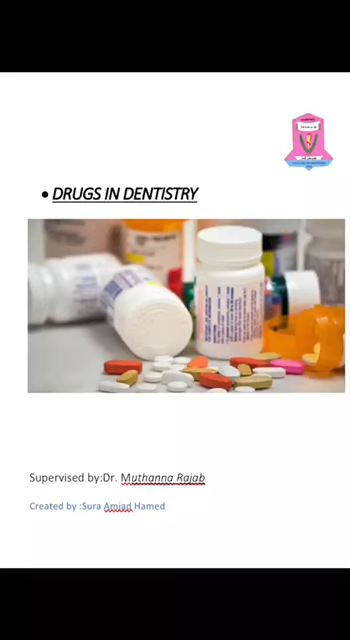 • DRUGS IN DENTISTRY
Supervised by:Dr. Muthanna Rajab
Created by :Sura Amjad Hamed